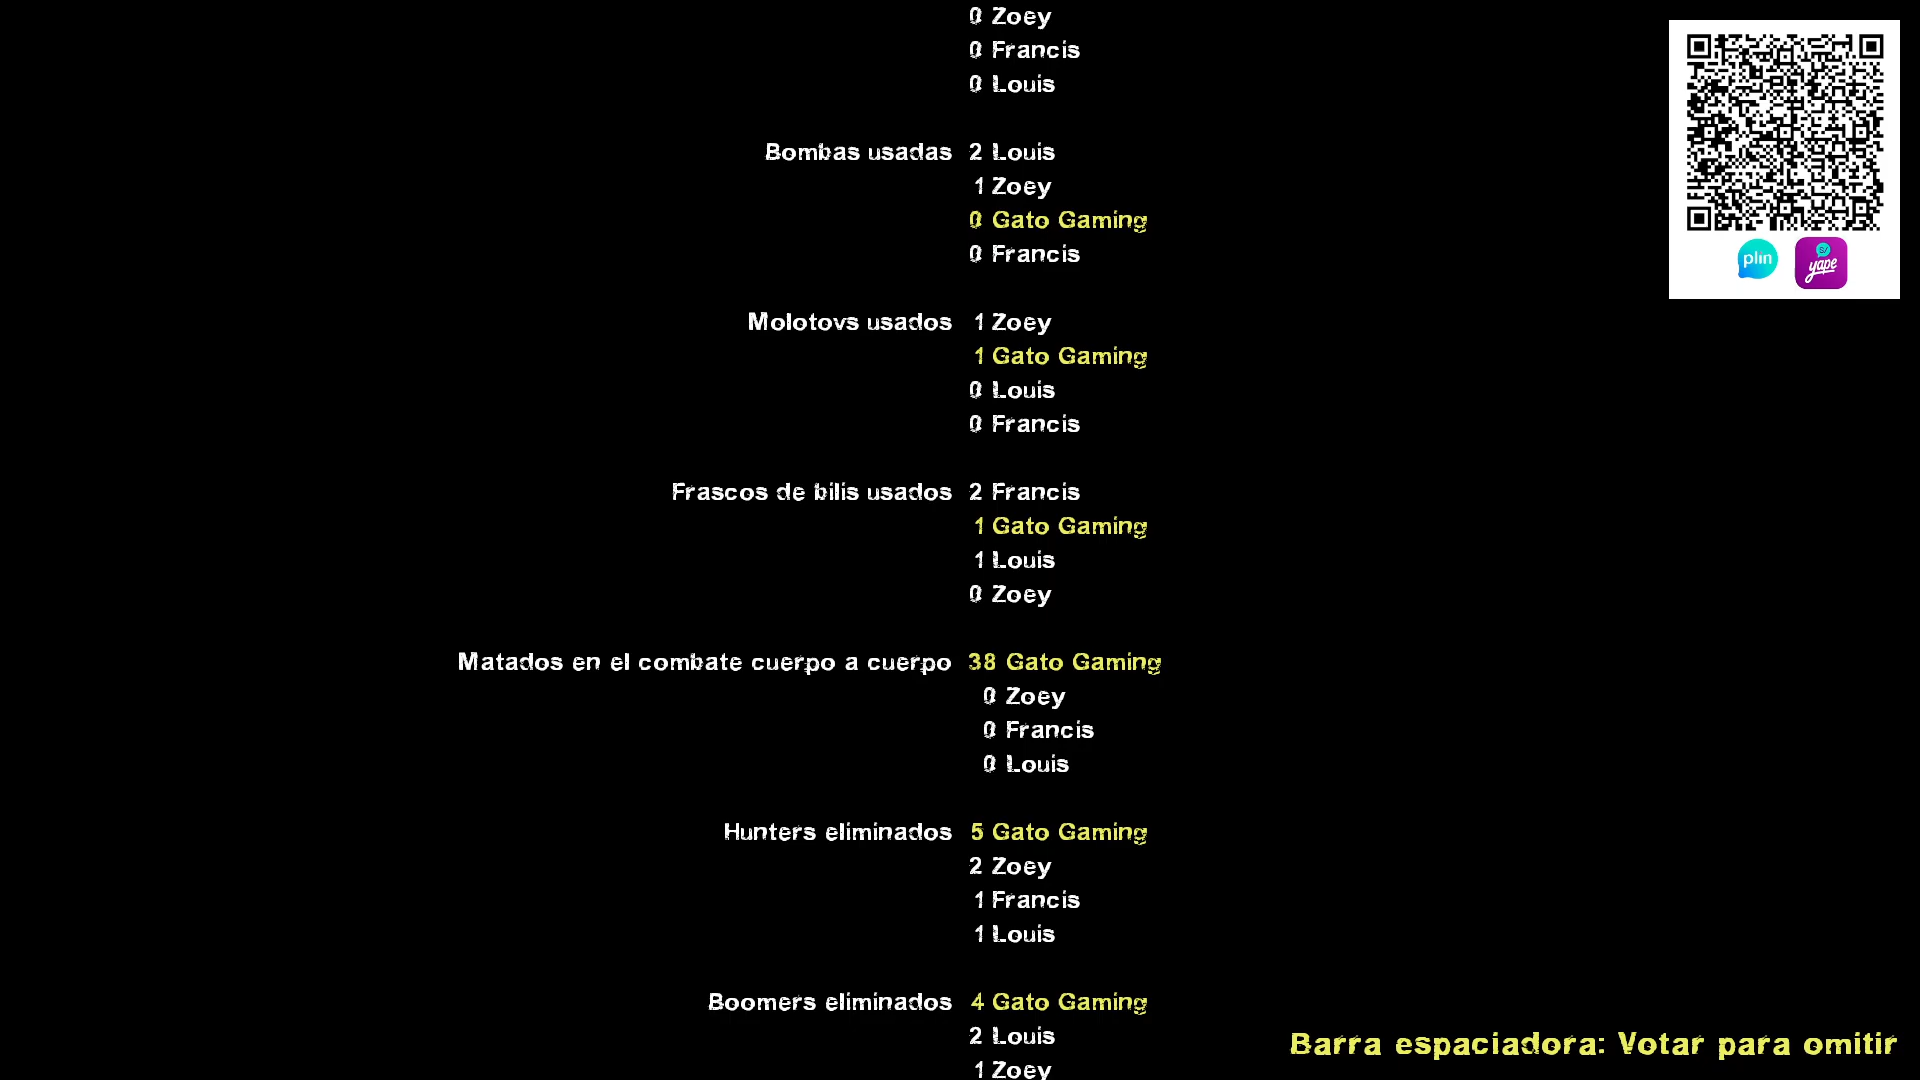 0 Zoey
0 Francis
0 Louis
Bombas usadas 2 Louis
1 Zoey
0 Gato Gaming
0 Francis
Molotovs usados 1 Zoey
1 Gato Gaming
0 Louis
0 Francis
Frascos de bilis usados 2 Francis
1 Gato Gaming
1 Louis
0 Zoey
Matados en el combate cuerpo a cuerpo 38 Gato Gaming
0 Zoey
0 Francis
0 Louis
Hunters eliminados 5 Gato Gaming
2 Zoey
1 Francis
1 Louis
Boomers eliminados 4 Gato Gaming
2 Louis
1 Zoey
plin
S/
yape
Barra espaciadora: Votar para omitir